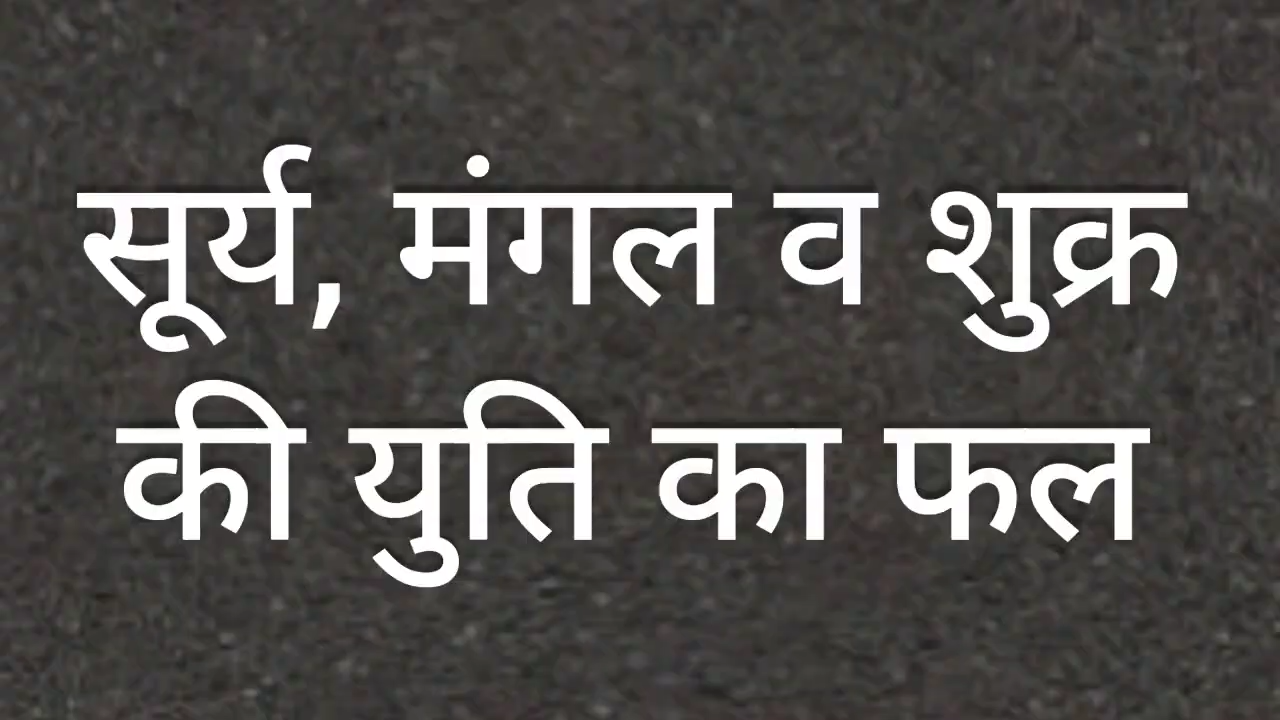 सूर्य, मंगल व शुक्र
की युति का फल